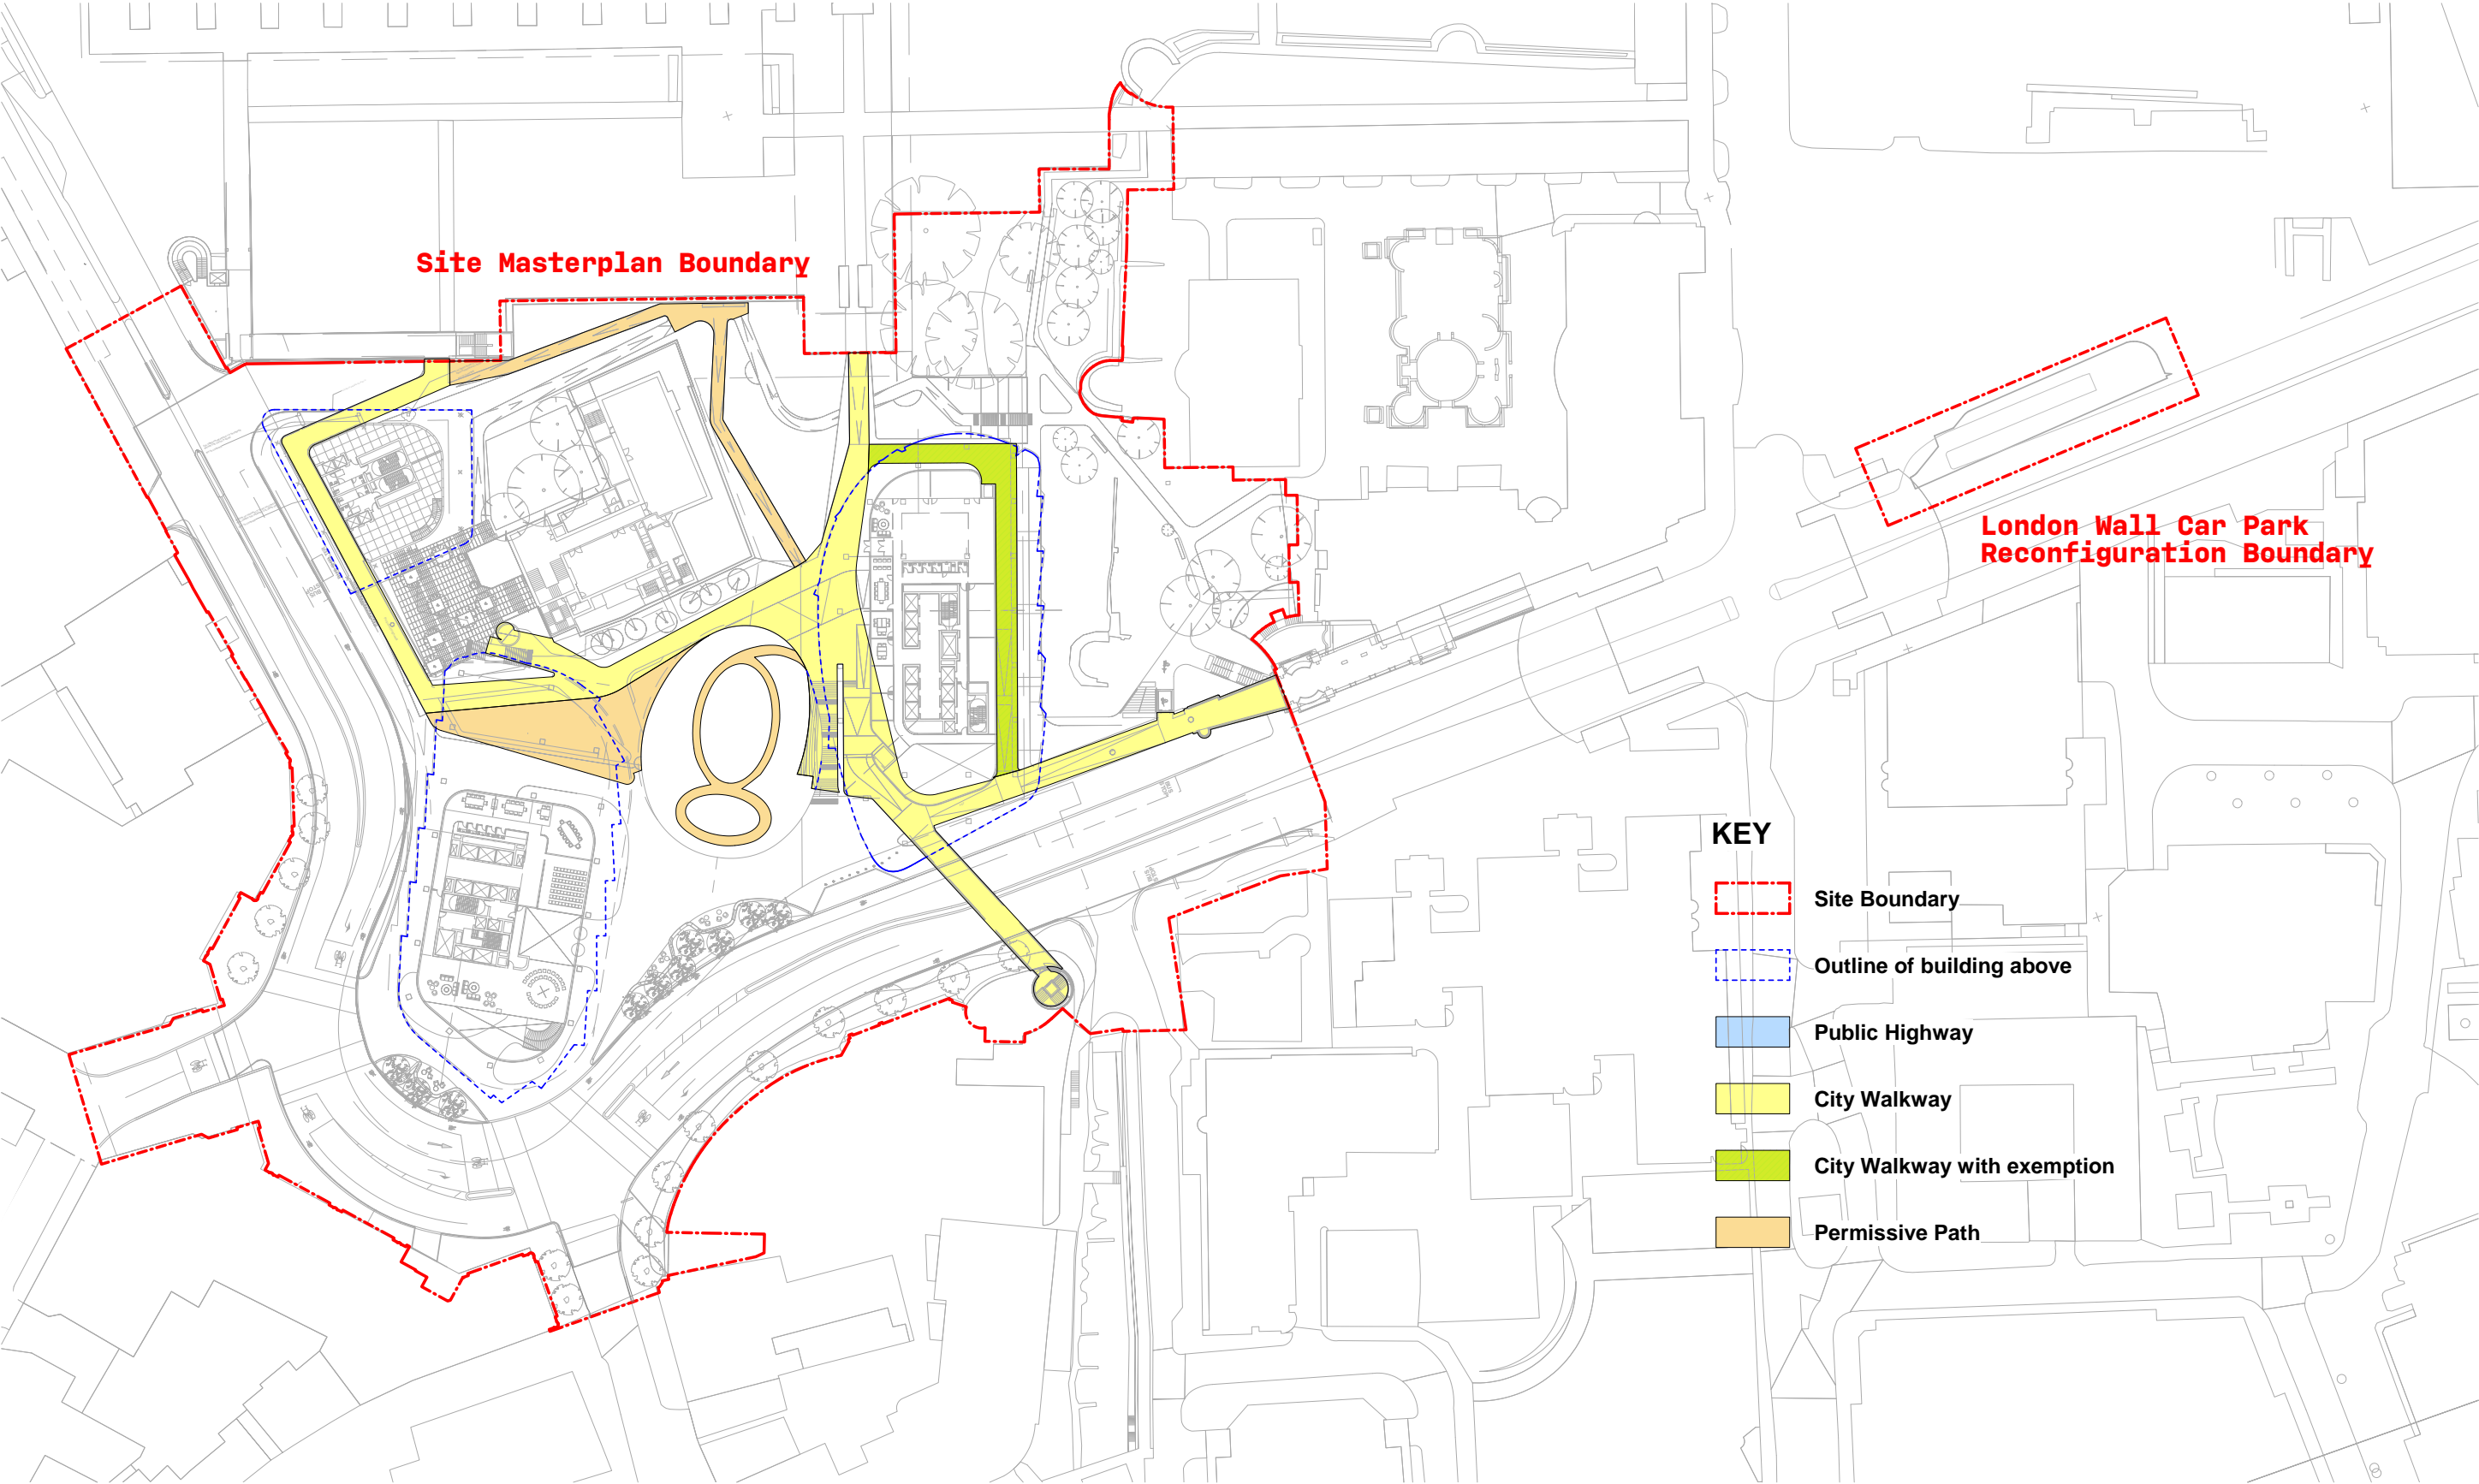 Site Masterplan Boundary
London Wall Car Park
Reconfiguration Boundary
KEY
Site Boundary
Outline of building above
Public Highway
City Walkway
City Walkway with exemption
Permissive Path